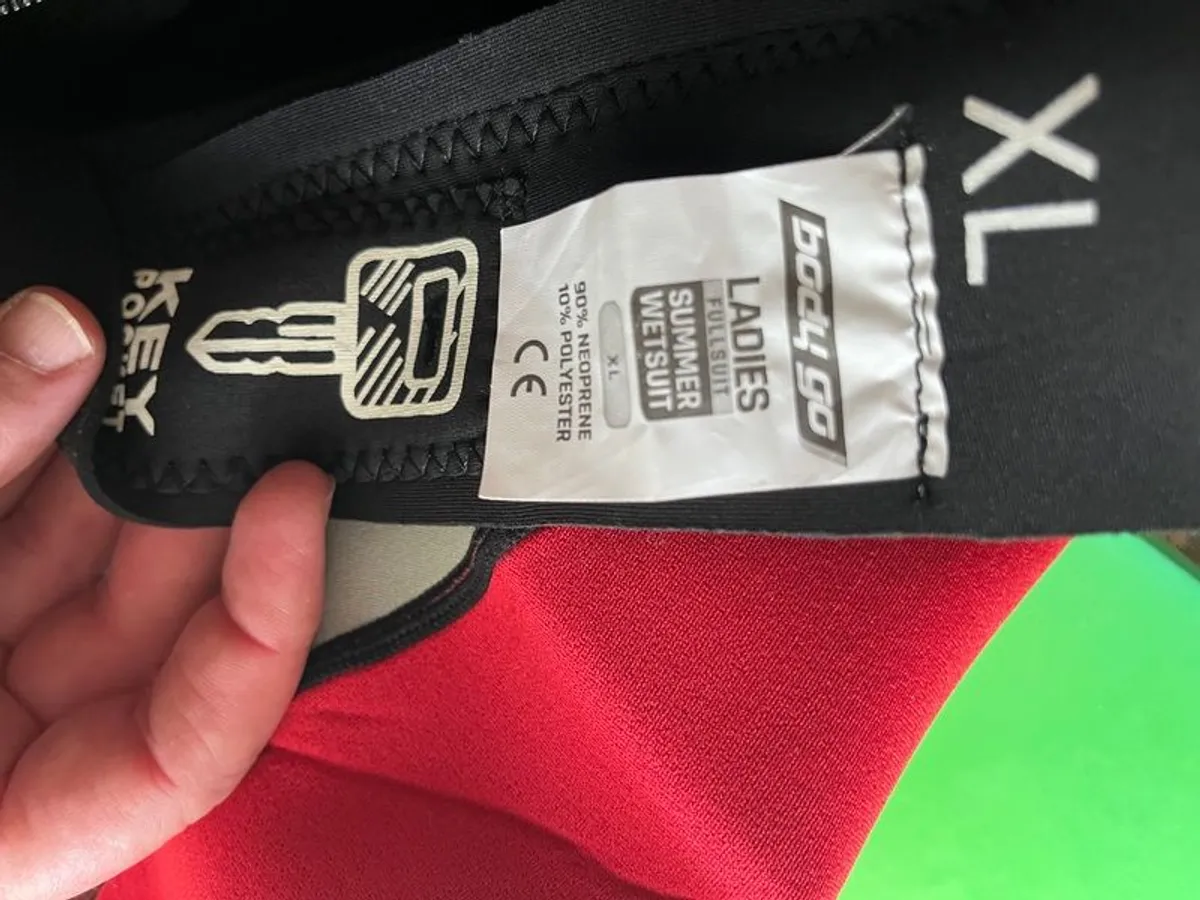 XL
body go
LADIES
FULLSUIT
SUMMER
WETSUIT
XL
90% NEOPRENE
10% POLYESTER
CE
KEY
POCKET